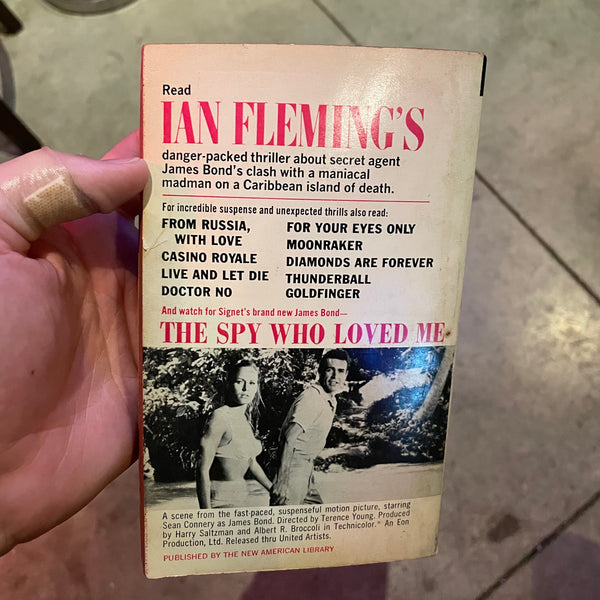 Read
IAN FLEMING'S
danger-packed thriller about secret agent
James Bond's clash with a maniacal
madman on a Caribbean island of death.
For incredible suspense and unexpected thrills also read:
FROM RUSSIA,
WITH LOVE
CASINO ROYALE
LIVE AND LET DIE
DOCTOR NO
FOR YOUR EYES ONLY
MOONRAKER
DIAMONDS ARE FOREVER
THUNDERBALL
GOLDFINGER
And watch for Signet's brand new James Bond—
THE SPY WHO LOVED ME
A scene from the fast-paced, suspenseful motion picture, starring
Sean Connery as James Bond. Directed by Terence Young. Produced
by Harry Saltzman and Albert R. Broccoli in Technicolor.® An Eon
Production, Ltd. Released thru United Artists.
PUBLISHED BY THE NEW AMERICAN LIBRARY